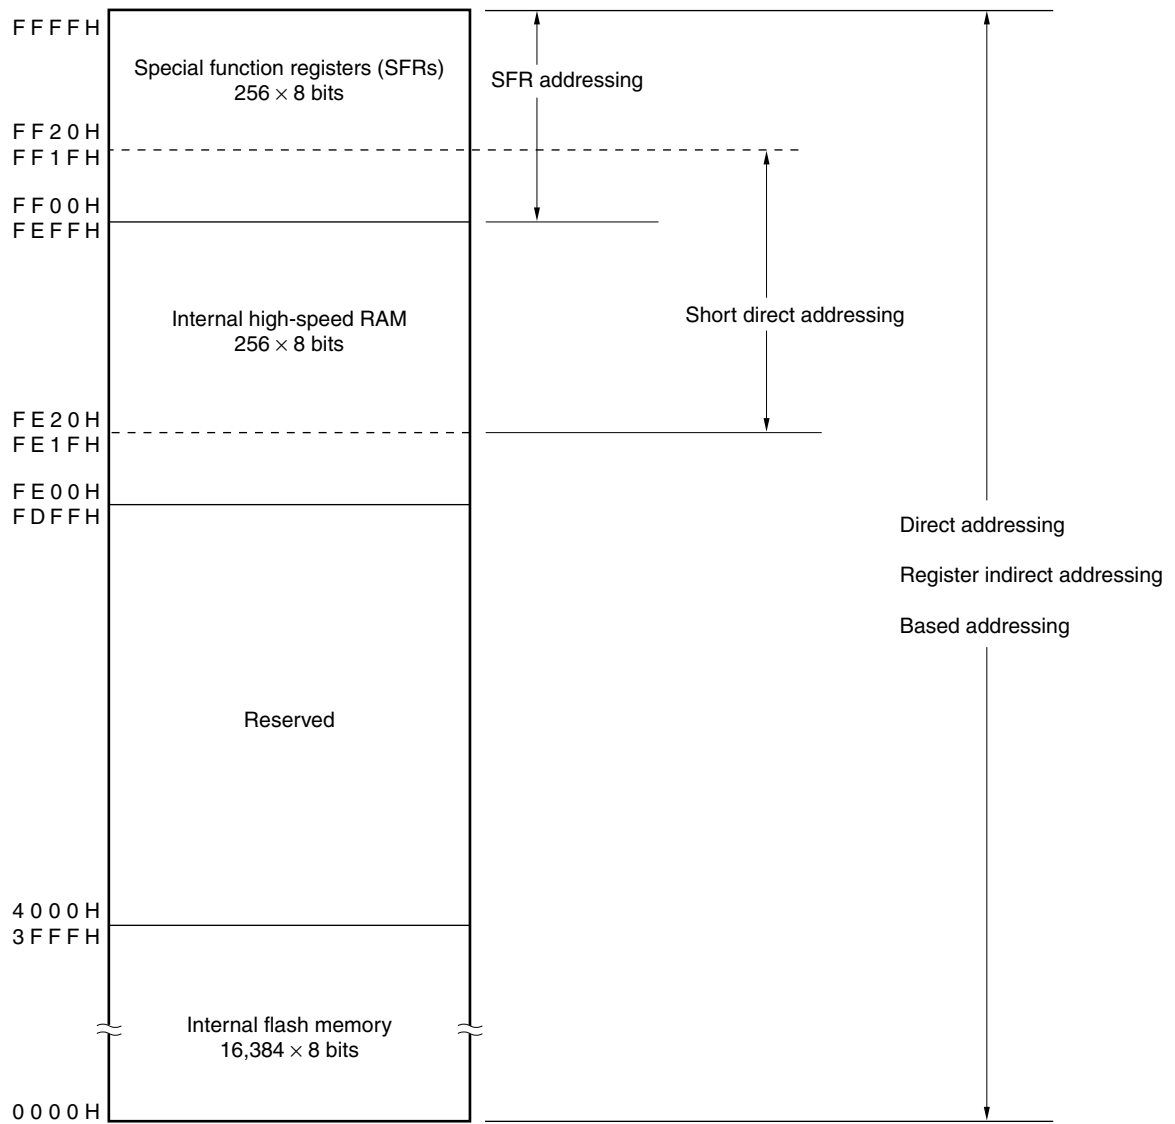 FFFFH
Special function registers (SFRs)
256 × 8 bits
SFR addressing
FF20H
FF1FH
FF00H
FEFFH
Internal high-speed RAM
256 × 8 bits
Short direct addressing
FE20H
FE1FH
FE00H
FDFFH
Direct addressing
Register indirect addressing
Based addressing
Reserved
4000H
3FFFH
Internal flash memory
16,384 × 8 bits
0000H